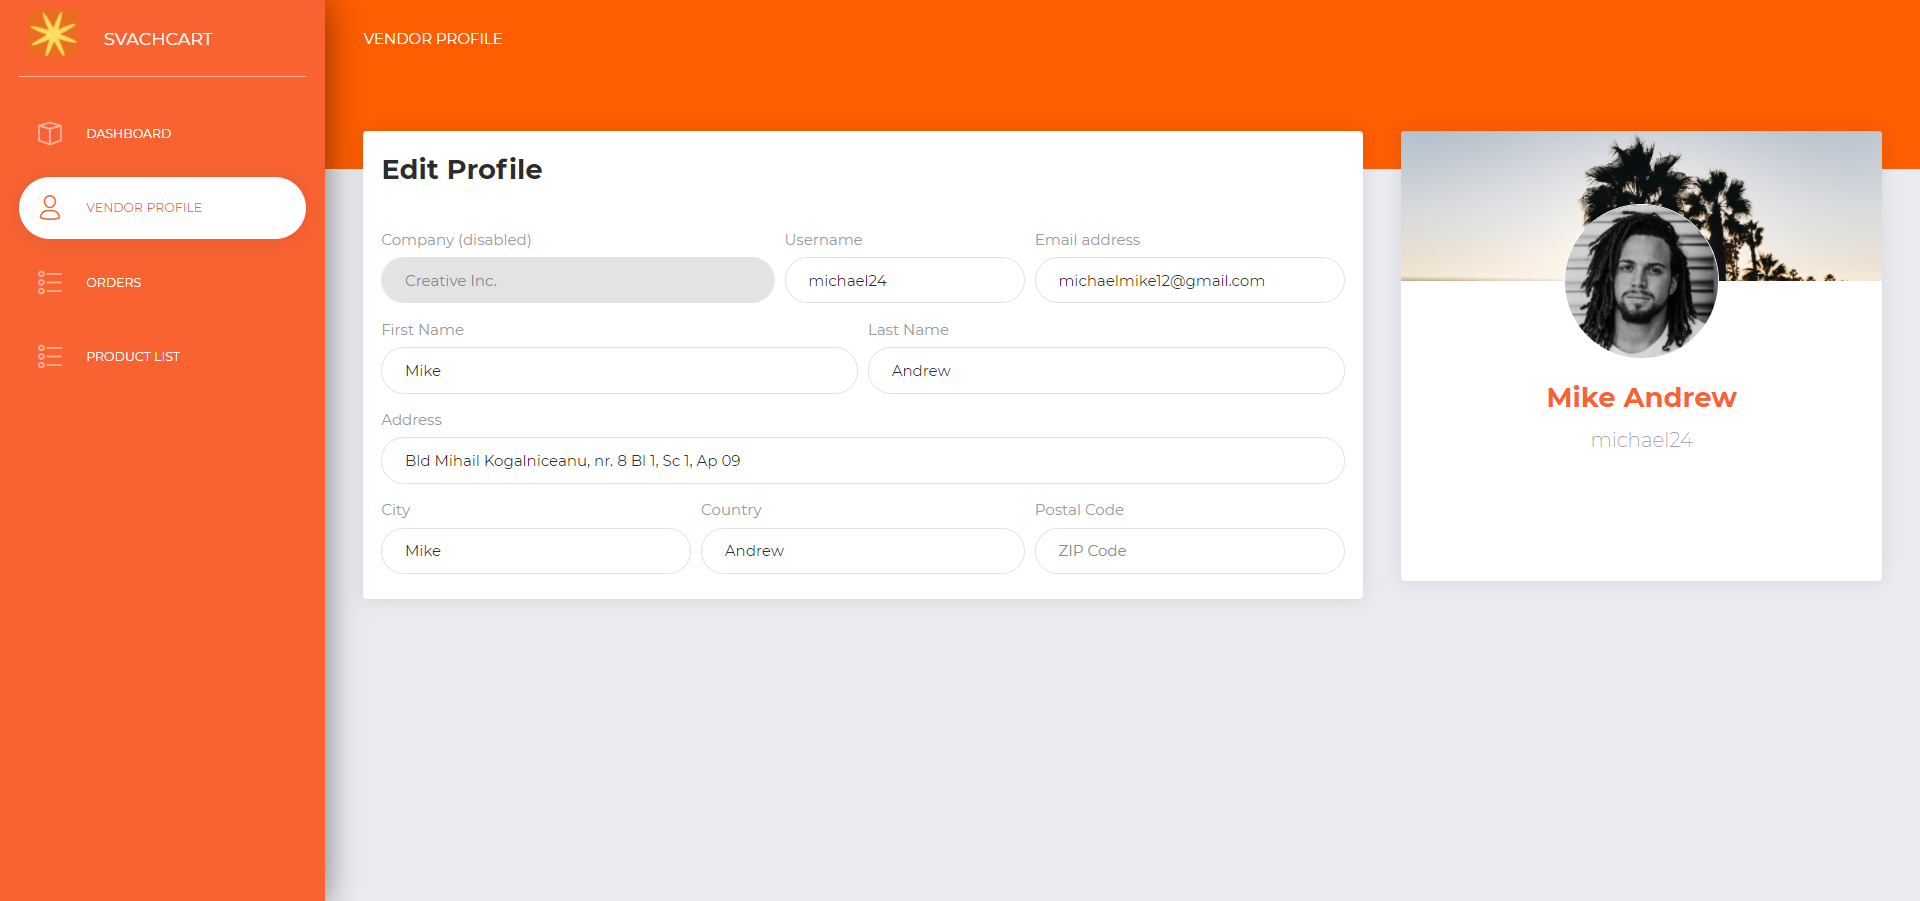 SVACHCART
DASHBOARD
VENDOR PROFILE
ORDERS
PRODUCT LIST
VENDOR PROFILE
Edit Profile
Company (disabled) Username Email address
Creative Inc. michael24 michaelmike12@gmail.com
First Name Last Name
Mike Andrew
Address
Bld Mihail Kogalniceanu, nr. 8 Bl 1, Sc 1, Ap 09
City Country Postal Code
Mike Andrew ZIP Code
Mike Andrew
michael24